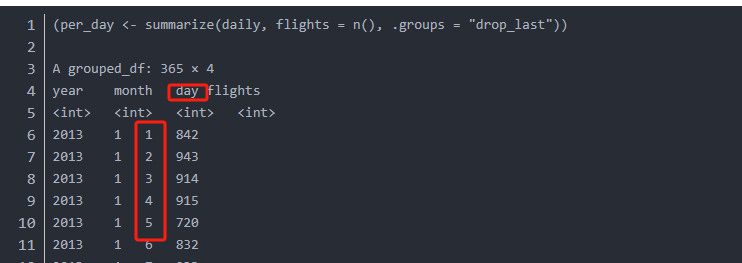 1 (per_day <- summarize(daily, flights = n(), .groups = "drop_last"))
2
3 A grouped_df: 365 × 4
4 year month day flights
5 <int> <int> <int> <int>
6 2013 1 1 842
7 2013 1 2 943
8 2013 1 3 914
9 2013 1 4 915
10 2013 1 5 720
11 2013 1 6 832